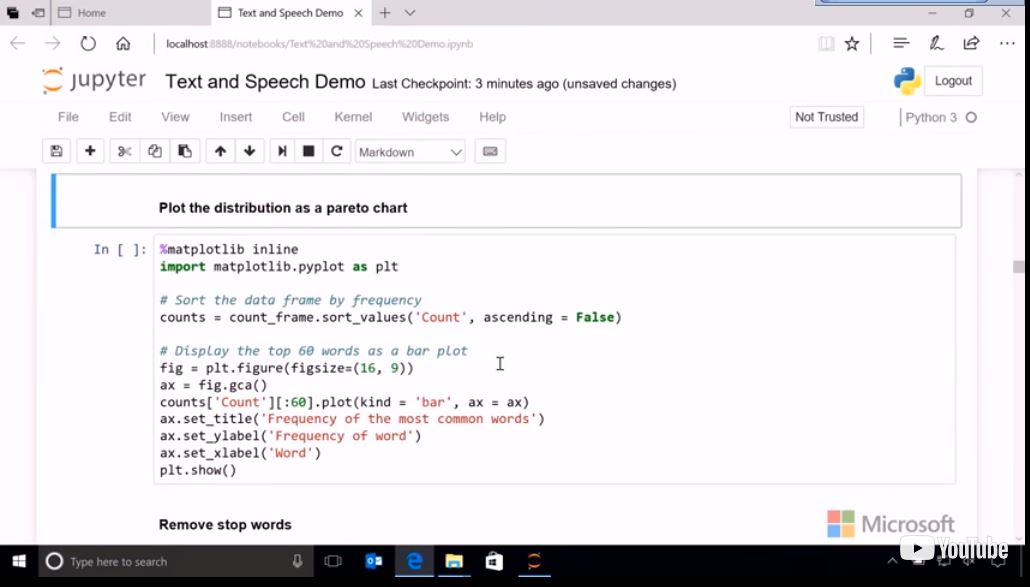 Home
Text and Speech Demo
localhost:8888/notebooks/Text%20and%20Speech%20Demo.ipynb
jupyter Text and Speech Demo Last Checkpoint: 3 minutes ago (unsaved changes)
Logout
File Edit View Insert Cell Kernel Widgets Help
Not Trusted
Python 3
Markdown
Plot the distribution as a pareto chart
In [ ]:
%matplotlib inline
import matplotlib.pyplot as plt
# Sort the data frame by frequency
counts = count_frame.sort_values('Count', ascending = False)
# Display the top 60 words as a bar plot
fig = plt.figure(figsize=(16, 9))
ax = fig.gca()
counts['Count'][:60].plot(kind = 'bar', ax = ax)
ax.set_title('Frequency of the most common words')
ax.set_ylabel('Frequency of word')
ax.set_xlabel('Word')
plt.show()
Remove stop words
Microsoft
YouTube
Type here to search